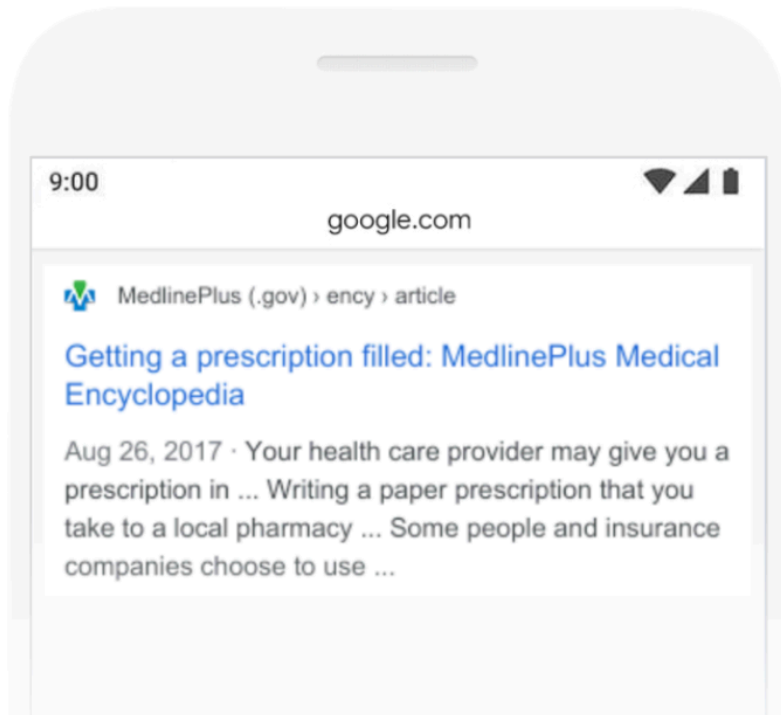 9:00
google.com
MedlinePlus (.gov) › ency › article
Getting a prescription filled: MedlinePlus Medical
Encyclopedia
Aug 26, 2017 · Your health care provider may give you a
prescription in ... Writing a paper prescription that you
take to a local pharmacy ... Some people and insurance
companies choose to use ...